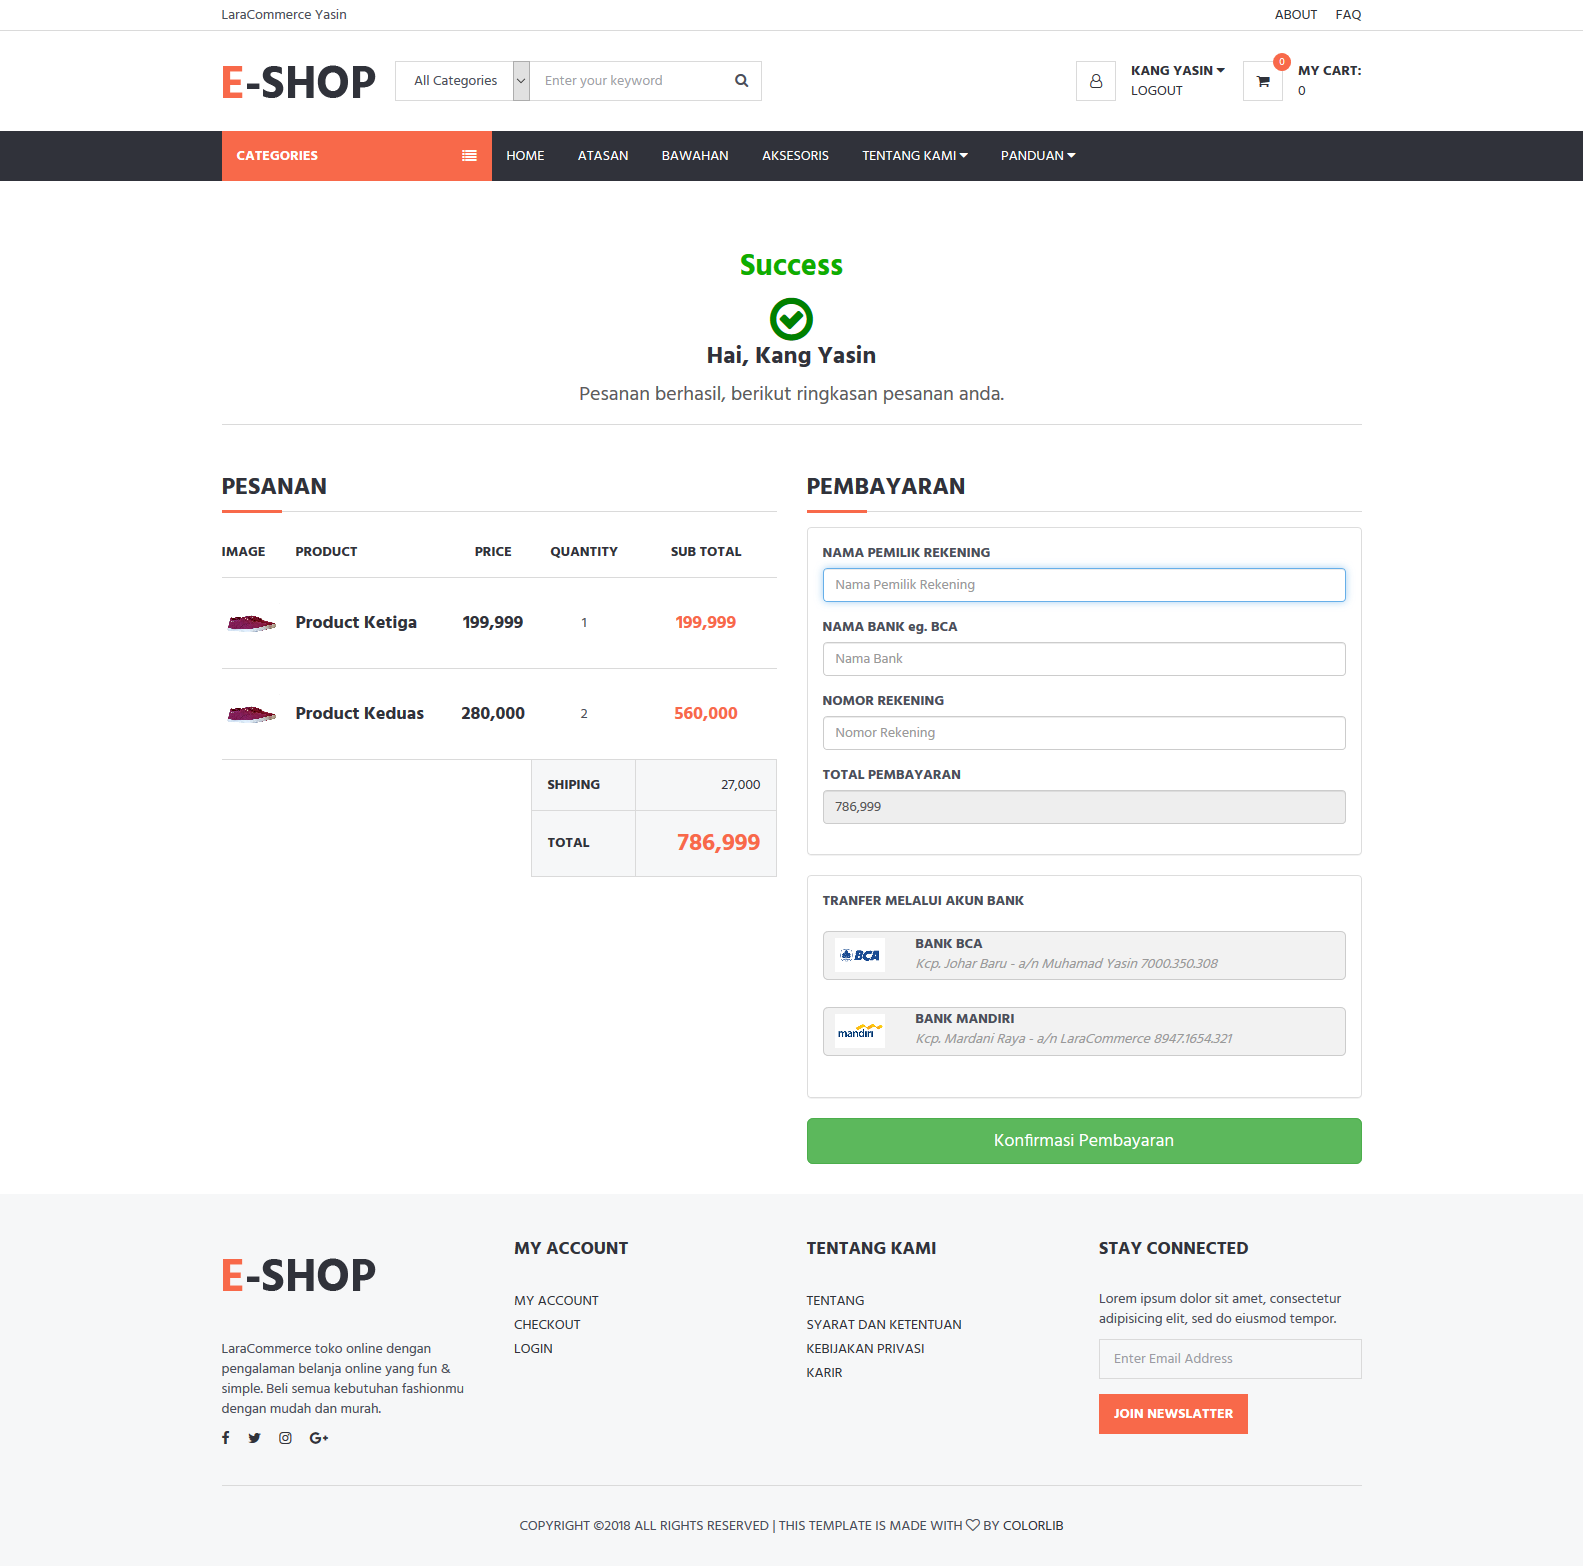 LaraCommerce Yasin
ABOUT FAQ
E-SHOP
All Categories
Enter your keyword
KANG YASIN
LOGOUT
0
MY CART:
0
CATEGORIES
HOME ATASAN BAWAHAN AKSESORIS TENTANG KAMI PANDUAN
Success
Hai, Kang Yasin
Pesanan berhasil, berikut ringkasan pesanan anda.
PESANAN
IMAGE PRODUCT PRICE QUANTITY SUB TOTAL
Product Ketiga 199,999 1 199,999
Product Keduas 280,000 2 560,000
SHIPING 27,000
TOTAL 786,999
PEMBAYARAN
NAMA PEMILIK REKENING
Nama Pemilik Rekening
NAMA BANK eg. BCA
Nama Bank
NOMOR REKENING
Nomor Rekening
TOTAL PEMBAYARAN
786,999
TRANFER MELALUI AKUN BANK
BCA
BANK BCA
Kcp. Johar Baru - a/n Muhamad Yasin 7000.350.308
mandiri
BANK MANDIRI
Kcp. Mardani Raya - a/n LaraCommerce 8947.1654.321
Konfirmasi Pembayaran
E-SHOP
LaraCommerce toko online dengan
pengalaman belanja online yang fun &
simple. Beli semua kebutuhan fashionmu
dengan mudah dan murah.
MY ACCOUNT
MY ACCOUNT
CHECKOUT
LOGIN
TENTANG KAMI
TENTANG
SYARAT DAN KETENTUAN
KEBIJAKAN PRIVASI
KARIR
STAY CONNECTED
Lorem ipsum dolor sit amet, consectetur
adipisicing elit, sed do eiusmod tempor.
Enter Email Address
JOIN NEWSLATTER
COPYRIGHT ©2018 ALL RIGHTS RESERVED | THIS TEMPLATE IS MADE WITH ♡ BY COLORLIB